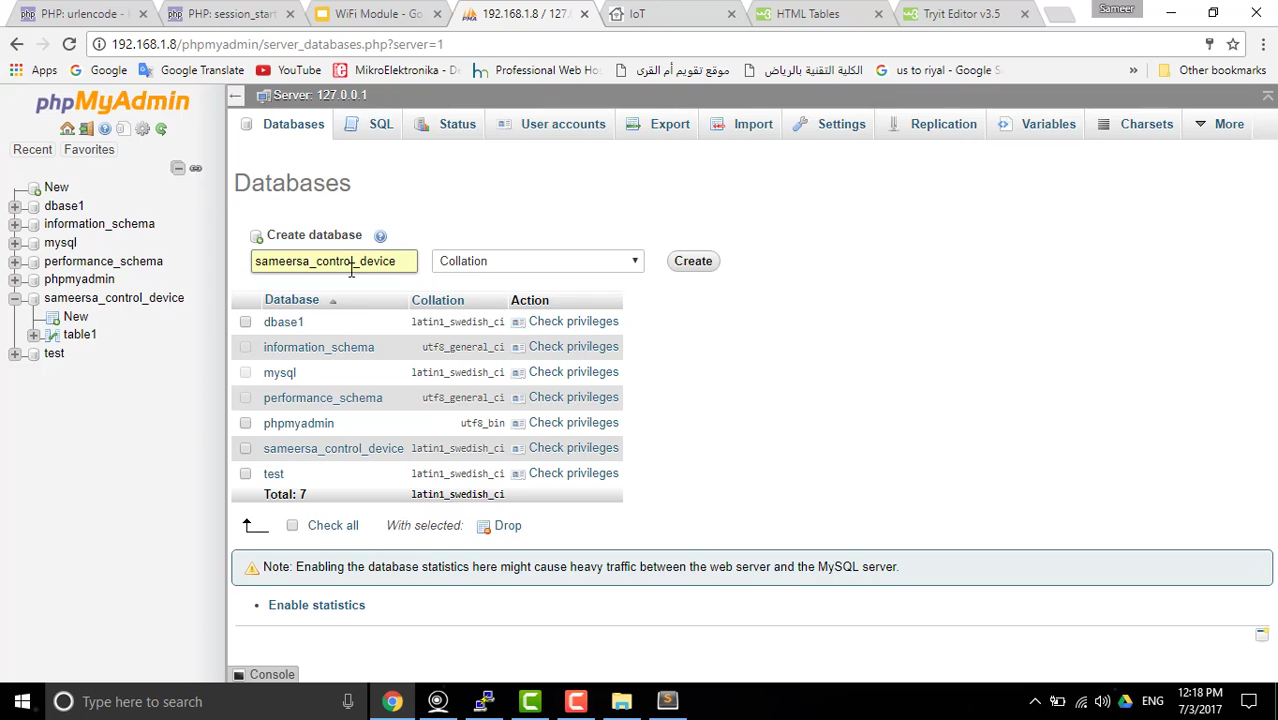 PHP: urlencode - M
PHP: session_start
WiFi Module - Go
192.168.1.8 / 127.
IoT
HTML Tables
Tryit Editor v3.5
Sameer
192.168.1.8/phpmyadmin/server_databases.php?server=1
Apps
Google
Google Translate
YouTube
MikroElektronika - De
Professional Web Hos
موقع تقويم أم القرى
الكلية التقنية بالرياض
us to riyal - Google S
Other bookmarks
phpMyAdmin
Recent
Favorites
New
dbase1
information_schema
mysql
performance_schema
phpmyadmin
sameersa_control_device
New
table1
test
Server: 127.0.0.1
Databases
SQL
Status
User accounts
Export
Import
Settings
Replication
Variables
Charsets
More
Databases
Create database
sameersa_control_device
Collation
Create
Database
Collation
Action
dbase1 latin1_swedish_ci Check privileges
information_schema utf8_general_ci Check privileges
mysql latin1_swedish_ci Check privileges
performance_schema utf8_general_ci Check privileges
phpmyadmin utf8_bin Check privileges
sameersa_control_device latin1_swedish_ci Check privileges
test latin1_swedish_ci Check privileges
Total: 7 latin1_swedish_ci
Check all
With selected:
Drop
Note: Enabling the database statistics here might cause heavy traffic between the web server and the MySQL server.
Enable statistics
Console
Type here to search
ENG
12:18 PM
7/3/2017